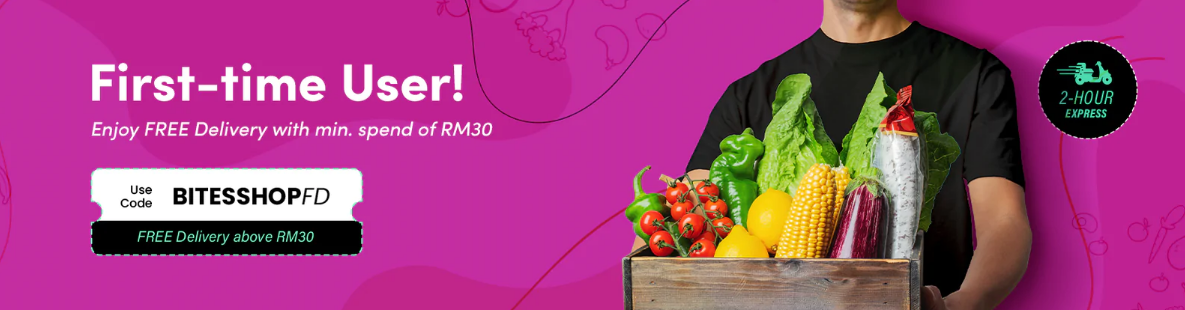 First-time User!
Enjoy FREE Delivery with min. spend of RM30
Use
Code
BITESSHOPFD
FREE Delivery above RM30
2-HOUR
EXPRESS